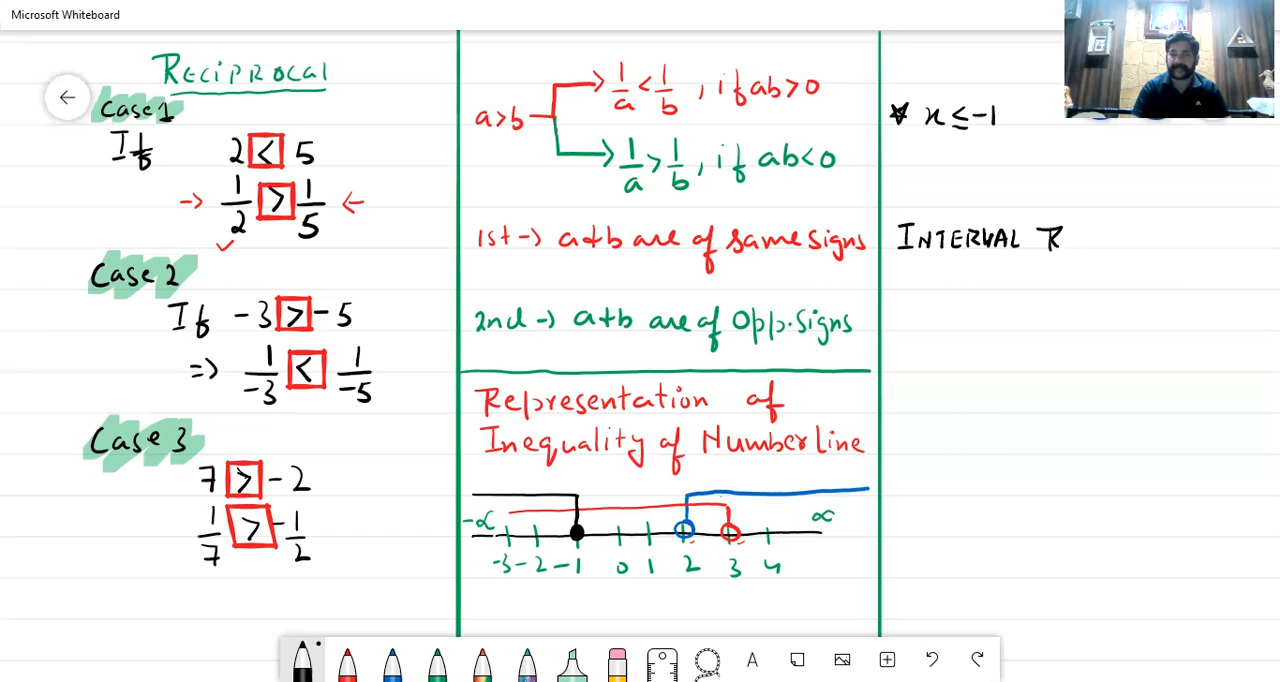 Microsoft Whiteboard
RECIPROCAL
Case 1
If 2 < 5
→ 1/2 > 1/5 ←
Case 2
If -3 > -5
=> 1/-3 < 1/-5
Case 3
7 > -2
1/7 > -1/2
a>b
→ 1/a < 1/b , if ab>0
→ 1/a > 1/b , if ab<0
1st → a + b are of same signs
2nd → a + b are of Opp. Signs
Representation of
Inequality of Number line
-∝ ∝
-3 -2 -1 0 1 2 3 4
x ≤ -1
INTERVAL R
A